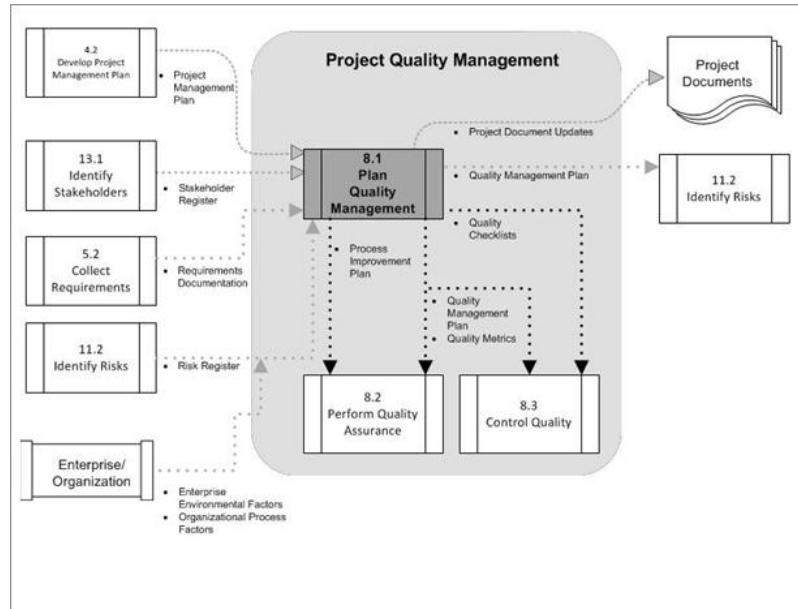 Project Quality Management
4.2
Develop Project
Management Plan
• Project
Management
Plan
Project
Documents
• Project Document Updates
13.1
Identify
Stakeholders
• Stakeholder
Register
8.1
Plan
Quality
Management
• Quality Management Plan
11.2
Identify Risks
• Quality
Checklists
5.2
Collect
Requirements
• Requirements
Documentation
• Process
Improvement
Plan
• Quality
Management
Plan
• Quality Metrics
11.2
Identify Risks
• Risk Register
8.2
Perform Quality
Assurance
8.3
Control Quality
Enterprise/
Organization
• Enterprise
Environmental Factors
• Organizational Process
Factors